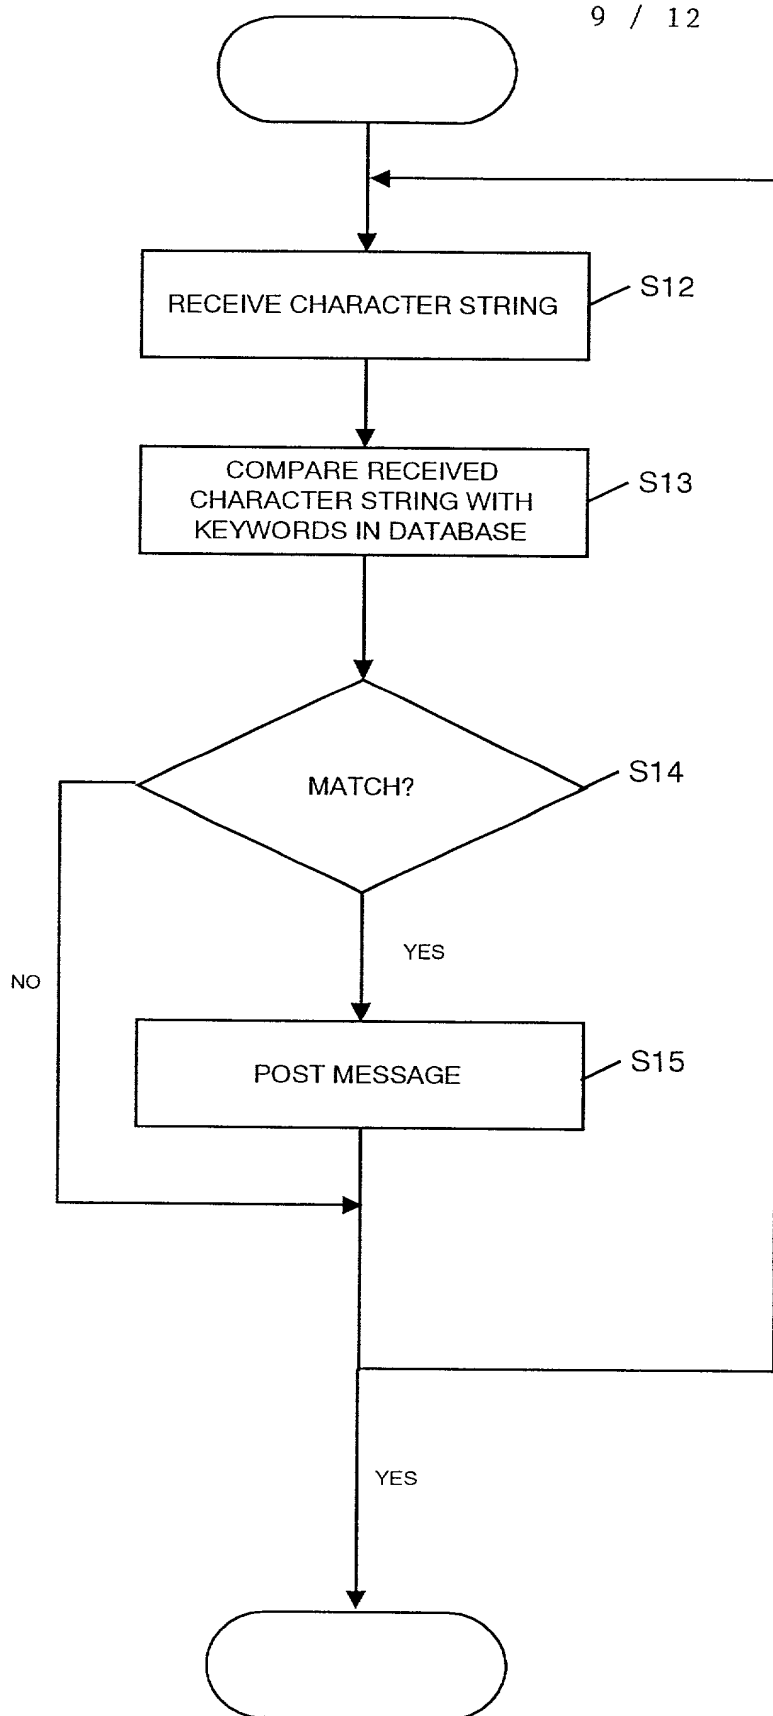 9 / 12
RECEIVE CHARACTER STRING
S12
COMPARE RECEIVED
CHARACTER STRING WITH
KEYWORDS IN DATABASE
S13
MATCH?
S14
YES
NO
POST MESSAGE
S15
YES